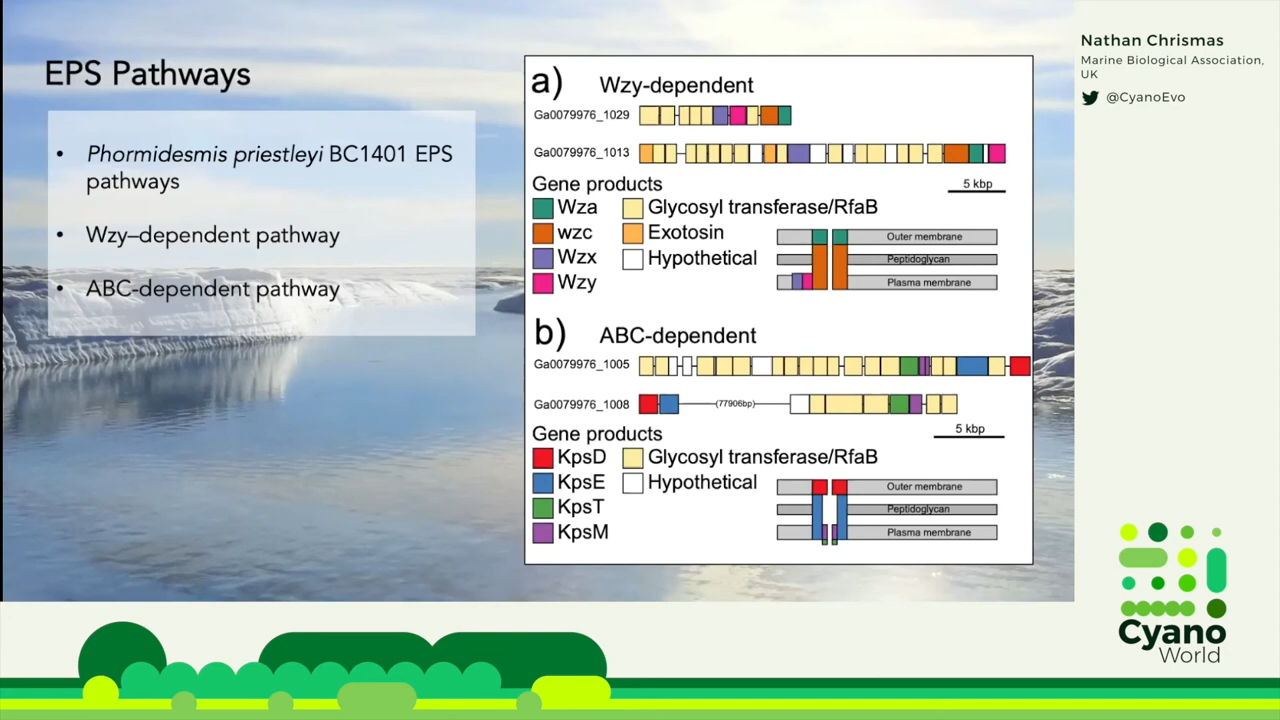 EPS Pathways
• Phormidesmis priestleyi BC1401 EPS
pathways
• Wzy–dependent pathway
• ABC-dependent pathway
a) Wzy-dependent
Ga0079976_1029
Ga0079976_1013
5 kbp
Gene products
Wza
wzc
Wzx
Wzy
Glycosyl transferase/RfaB
Exotosin
Hypothetical
Outer membrane
Peptidoglycan
Plasma membrane
b) ABC-dependent
Ga0079976_1005
Ga0079976_1008
(77906bp)
5 kbp
Gene products
KpsD
KpsE
KpsT
KpsM
Glycosyl transferase/RfaB
Hypothetical
Outer membrane
Peptidoglycan
Plasma membrane
Nathan Chrismas
Marine Biological Association,
UK
@CyanoEvo
Cyano
World